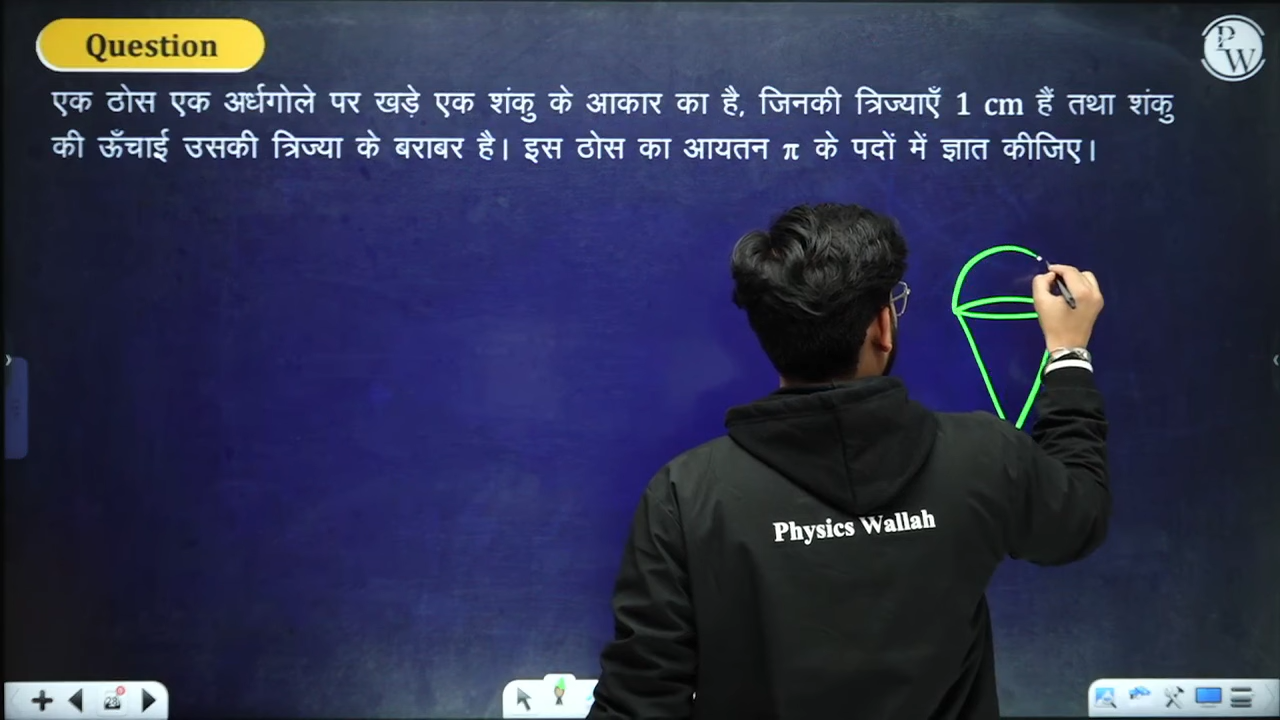 Question
PW
एक ठोस एक अर्धगोले पर खड़े एक शंकु के आकार का है, जिनकी त्रिज्याएँ 1 cm हैं तथा शंकु
की ऊँचाई उसकी त्रिज्या के बराबर है। इस ठोस का आयतन π के पदों में ज्ञात कीजिए।
Physics Wallah